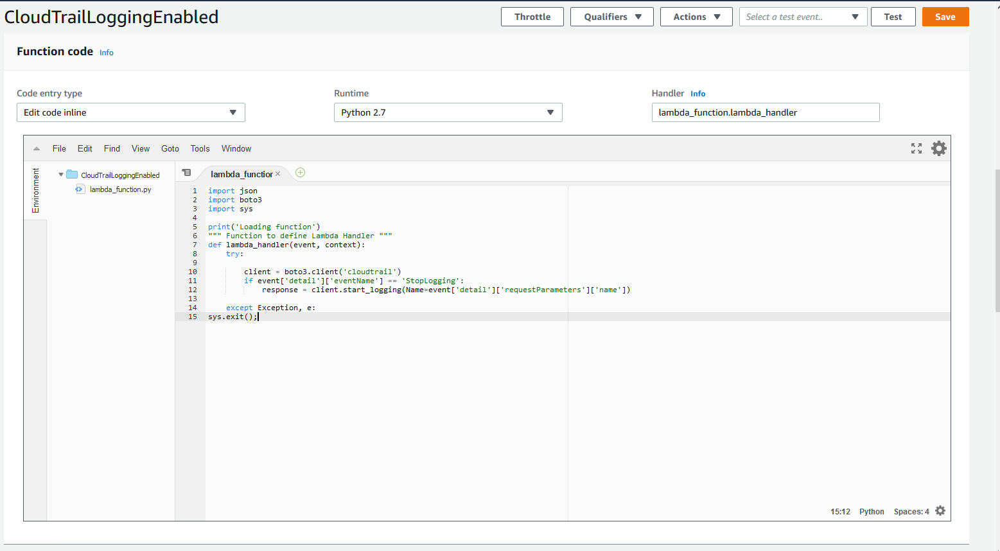 CloudTrailLoggingEnabled
Throttle Qualifiers Actions Select a test event.. Test Save
Function code Info
Code entry type Runtime Handler Info
Edit code inline Python 2.7 lambda_function.lambda_handler
File Edit Find View Goto Tools Window
Environment
CloudTrailLoggingEnabled
lambda_function.py
lambda_functior ×
1 import json
2 import boto3
3 import sys
4
5 print('Loading function')
6 """ Function to define Lambda Handler """
7 def lambda_handler(event, context):
8     try:
9
10         client = boto3.client('cloudtrail')
11         if event['detail']['eventName'] == 'StopLogging':
12             response = client.start_logging(Name=event['detail']['requestParameters']['name'])
13
14     except Exception, e:
15 sys.exit();
15:12 Python Spaces: 4